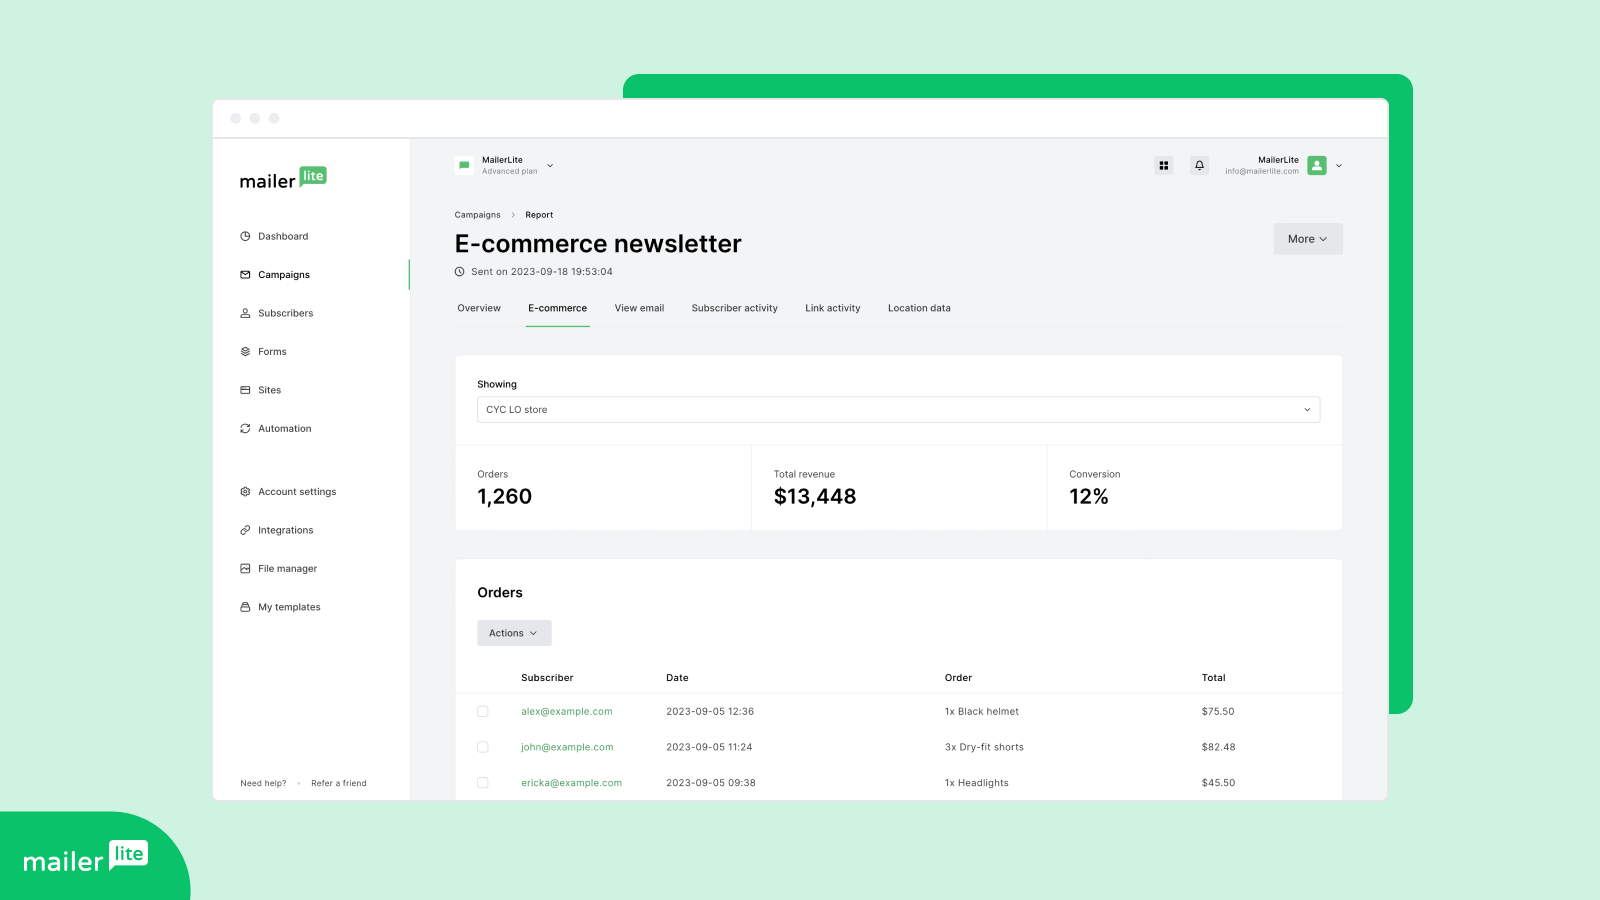 mailer lite
Dashboard
Campaigns
Subscribers
Forms
Sites
Automation
Account settings
Integrations
File manager
My templates
Need help? • Refer a friend
MailerLite
Advanced plan
MailerLite
info@mailerlite.com
Campaigns > Report
E-commerce newsletter
More
Sent on 2023-09-18 19:53:04
Overview E-commerce View email Subscriber activity Link activity Location data
Showing
CYC LO store
Orders Total revenue Conversion
1,260 $13,448 12%
Orders
Actions
Subscriber Date Order Total
alex@example.com 2023-09-05 12:36 1x Black helmet $75.50
john@example.com 2023-09-05 11:24 3x Dry-fit shorts $82.48
ericka@example.com 2023-09-05 09:38 1x Headlights $45.50
mailer lite